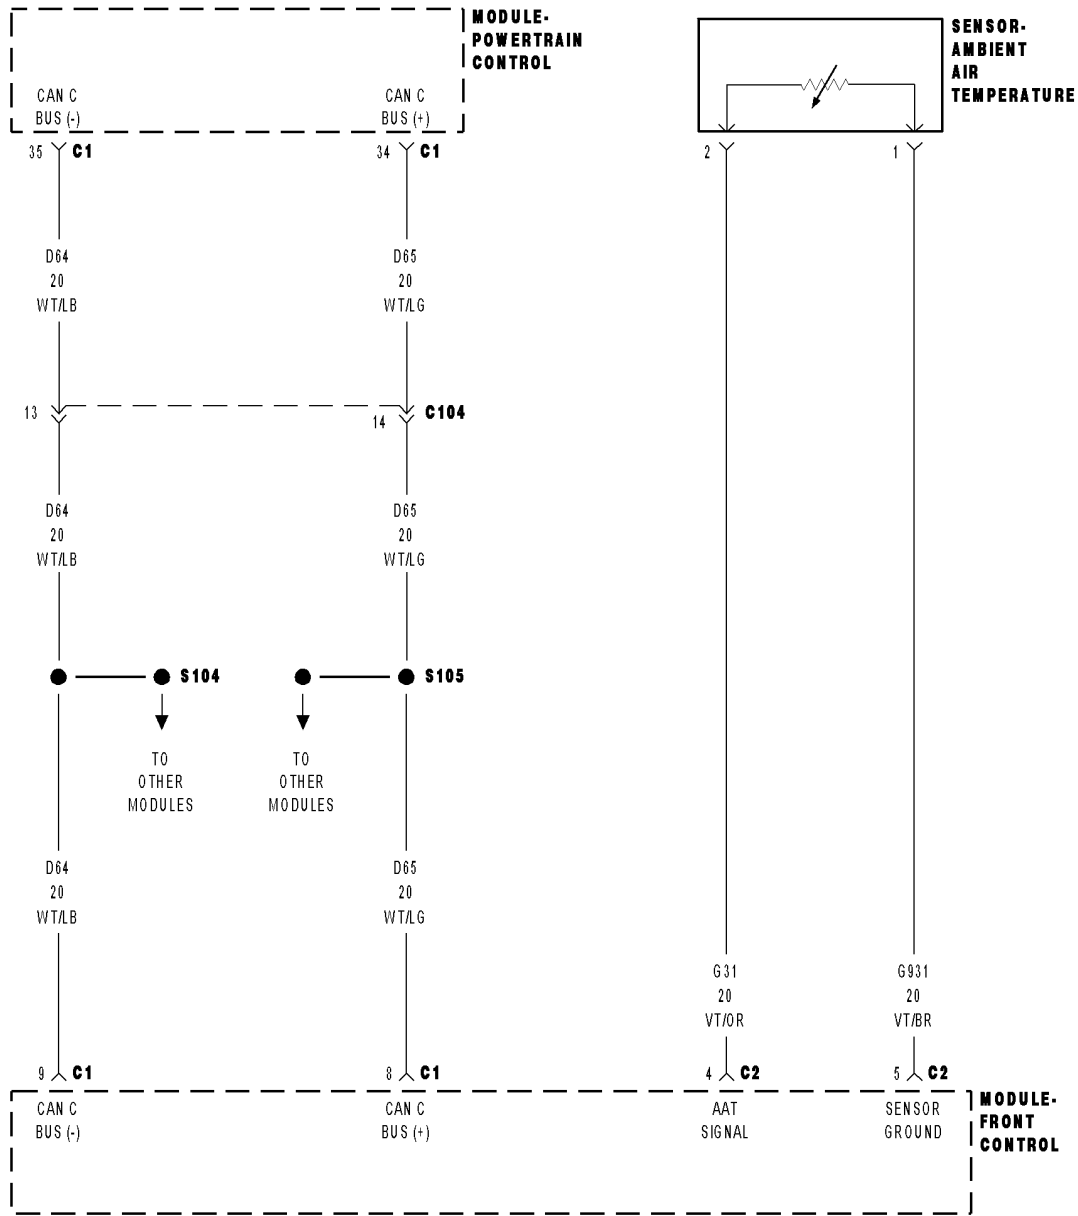 MODULE-
POWERTRAIN
CONTROL
SENSOR-
AMBIENT
AIR
TEMPERATURE
CAN C
BUS (-)
CAN C
BUS (+)
35 C1
34 C1
2
1
D64
20
WT/LB
D65
20
WT/LG
13
14 C104
D64
20
WT/LB
D65
20
WT/LG
S104
S105
TO
OTHER
MODULES
TO
OTHER
MODULES
D64
20
WT/LB
D65
20
WT/LG
G31
20
VT/OR
G931
20
VT/BR
9 C1
8 C1
4 C2
5 C2
CAN C
BUS (-)
CAN C
BUS (+)
AAT
SIGNAL
SENSOR
GROUND
MODULE-
FRONT
CONTROL